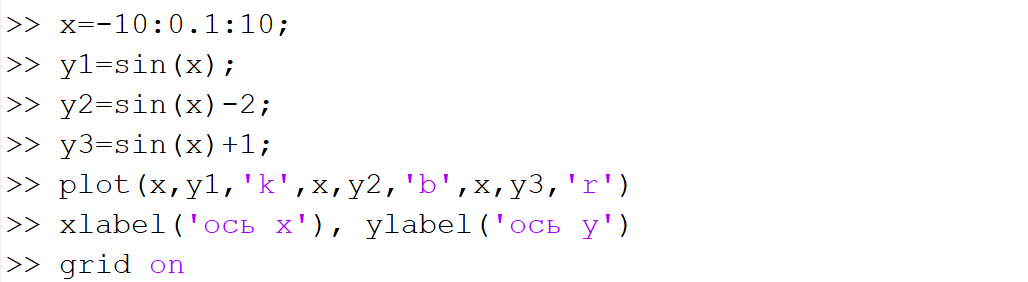 >> x=-10:0.1:10;
>> y1=sin(x);
>> y2=sin(x)-2;
>> y3=sin(x)+1;
>> plot(x,y1,'k',x,y2,'b',x,y3,'r')
>> xlabel('ось x'), ylabel('ось y')
>> grid on